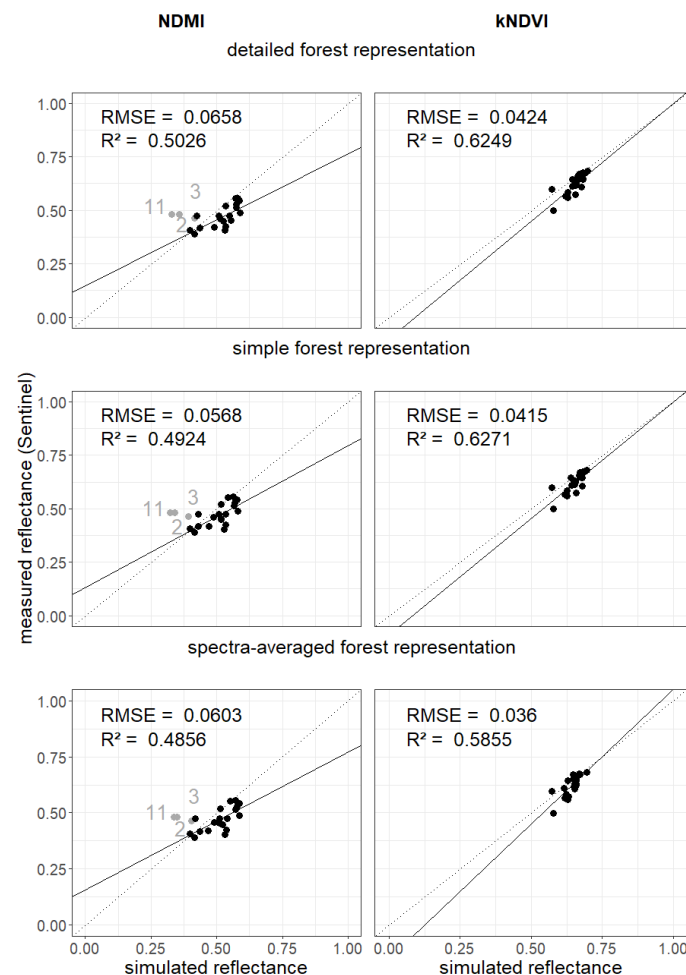 NDMI kNDVI
detailed forest representation
1.00
0.75
0.50
0.25
0.00
RMSE = 0.0658
R² = 0.5026
3
11
2
RMSE = 0.0424
R² = 0.6249
simple forest representation
measured reflectance (Sentinel)
1.00
0.75
0.50
0.25
0.00
RMSE = 0.0568
R² = 0.4924
3
11
2
RMSE = 0.0415
R² = 0.6271
spectra-averaged forest representation
1.00
0.75
0.50
0.25
0.00
RMSE = 0.0603
R² = 0.4856
3
11
2
RMSE = 0.036
R² = 0.5855
0.00 0.25 0.50 0.75 1.00 0.00 0.25 0.50 0.75 1.00
simulated reflectance simulated reflectance